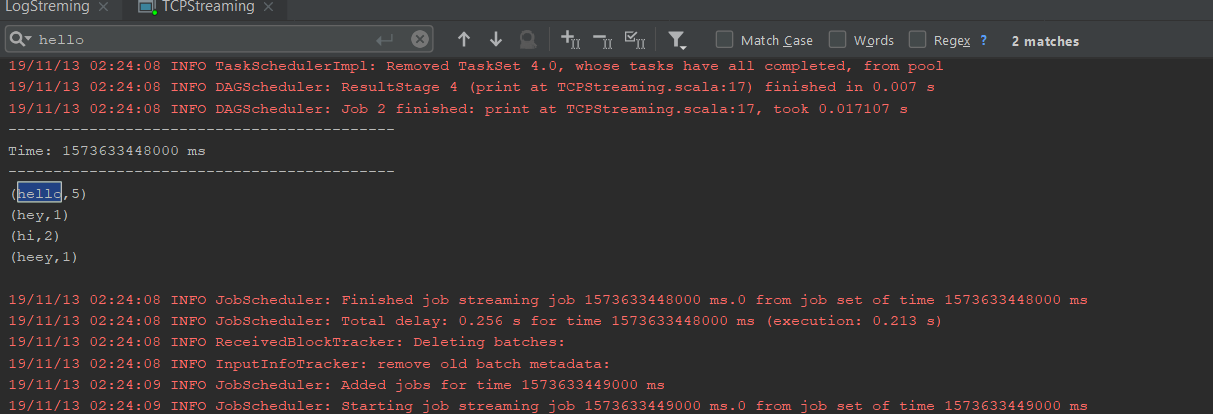 LogStreming × TCPStreaming ×
hello Match Case Words Regex ? 2 matches
19/11/13 02:24:08 INFO TaskSchedulerImpl: Removed TaskSet 4.0, whose tasks have all completed, from pool
19/11/13 02:24:08 INFO DAGScheduler: ResultStage 4 (print at TCPStreaming.scala:17) finished in 0.007 s
19/11/13 02:24:08 INFO DAGScheduler: Job 2 finished: print at TCPStreaming.scala:17, took 0.017107 s
-------------------------------------------
Time: 1573633448000 ms
-------------------------------------------
(hello,5)
(hey,1)
(hi,2)
(heey,1)
19/11/13 02:24:08 INFO JobScheduler: Finished job streaming job 1573633448000 ms.0 from job set of time 1573633448000 ms
19/11/13 02:24:08 INFO JobScheduler: Total delay: 0.256 s for time 1573633448000 ms (execution: 0.213 s)
19/11/13 02:24:08 INFO ReceivedBlockTracker: Deleting batches:
19/11/13 02:24:08 INFO InputInfoTracker: remove old batch metadata:
19/11/13 02:24:09 INFO JobScheduler: Added jobs for time 1573633449000 ms
19/11/13 02:24:09 INFO JobScheduler: Starting job streaming job 1573633449000 ms.0 from job set of time 1573633449000 ms